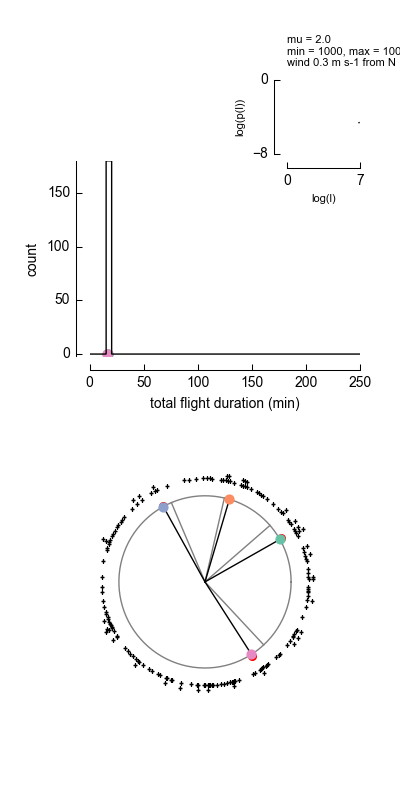 mu = 2.0
min = 1000, max = 100
wind 0.3 m s-1 from N
0
log(p(l))
−8
0
7
log(l)
150
100
50
0
count
0
50
100
150
200
250
total flight duration (min)